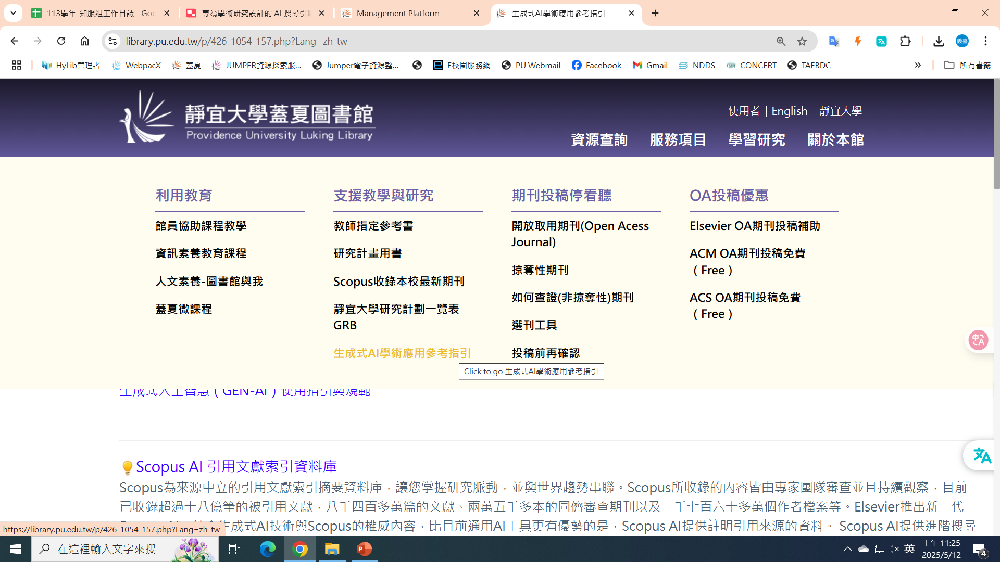 113學年-知服組工作日誌 - Goo
專為學術研究設計的 AI 搜尋引
Management Platform
生成式AI學術應用參考指引
library.pu.edu.tw/p/426-1054-157.php?Lang=zh-tw
義臺
HyLib管理者
WebpacX
蓋夏
JUMPER資源探索服...
Jumper電子資源整...
E校園服務網
PU Webmail
Facebook
Gmail
NDDS
CONCERT
TAEBDC
所有書籤
靜宜大學蓋夏圖書館
Providence University Luking Library
使用者 | English | 靜宜大學
資源查詢 服務項目 學習研究 關於本館
利用教育
館員協助課程教學
資訊素養教育課程
人文素養-圖書館與我
蓋夏微課程
支援教學與研究
教師指定參考書
研究計畫用書
Scopus收錄本校最新期刊
靜宜大學研究計劃一覽表
GRB
生成式AI學術應用參考指引
期刊投稿停看聽
開放取用期刊(Open Acess
Journal)
掠奪性期刊
如何查證(非掠奪性)期刊
選刊工具
投稿前再確認
OA投稿優惠
Elsevier OA期刊投稿補助
ACM OA期刊投稿免費
（Free）
ACS OA期刊投稿免費
（Free）
Click to go 生成式AI學術應用參考指引
生成式人工智慧（GEN-AI）使用指引與規範
Scopus AI 引用文獻索引資料庫
Scopus為來源中立的引用文獻索引摘要資料庫，讓您掌握研究脈動，並與世界趨勢串聯。Scopus所收錄的內容皆由專家團隊審查並且持續觀察，目前
已收錄超過十八億筆的被引用文獻，八千四百多萬篇的文獻、兩萬五千多本的同儕審查期刊以及一千七百六十多萬個作者檔案等。Elsevier推出新一代
生成式AI技術與Scopus的權威內容，比目前通用AI工具更有優勢的是，Scopus AI提供註明引用來源的資料。 Scopus AI提供進階搜尋
https://library.pu.edu.tw/p/426-1054-157.php?Lang=zh-tw
在這裡輸入文字來搜
英
上午 11:25
2025/5/12
4